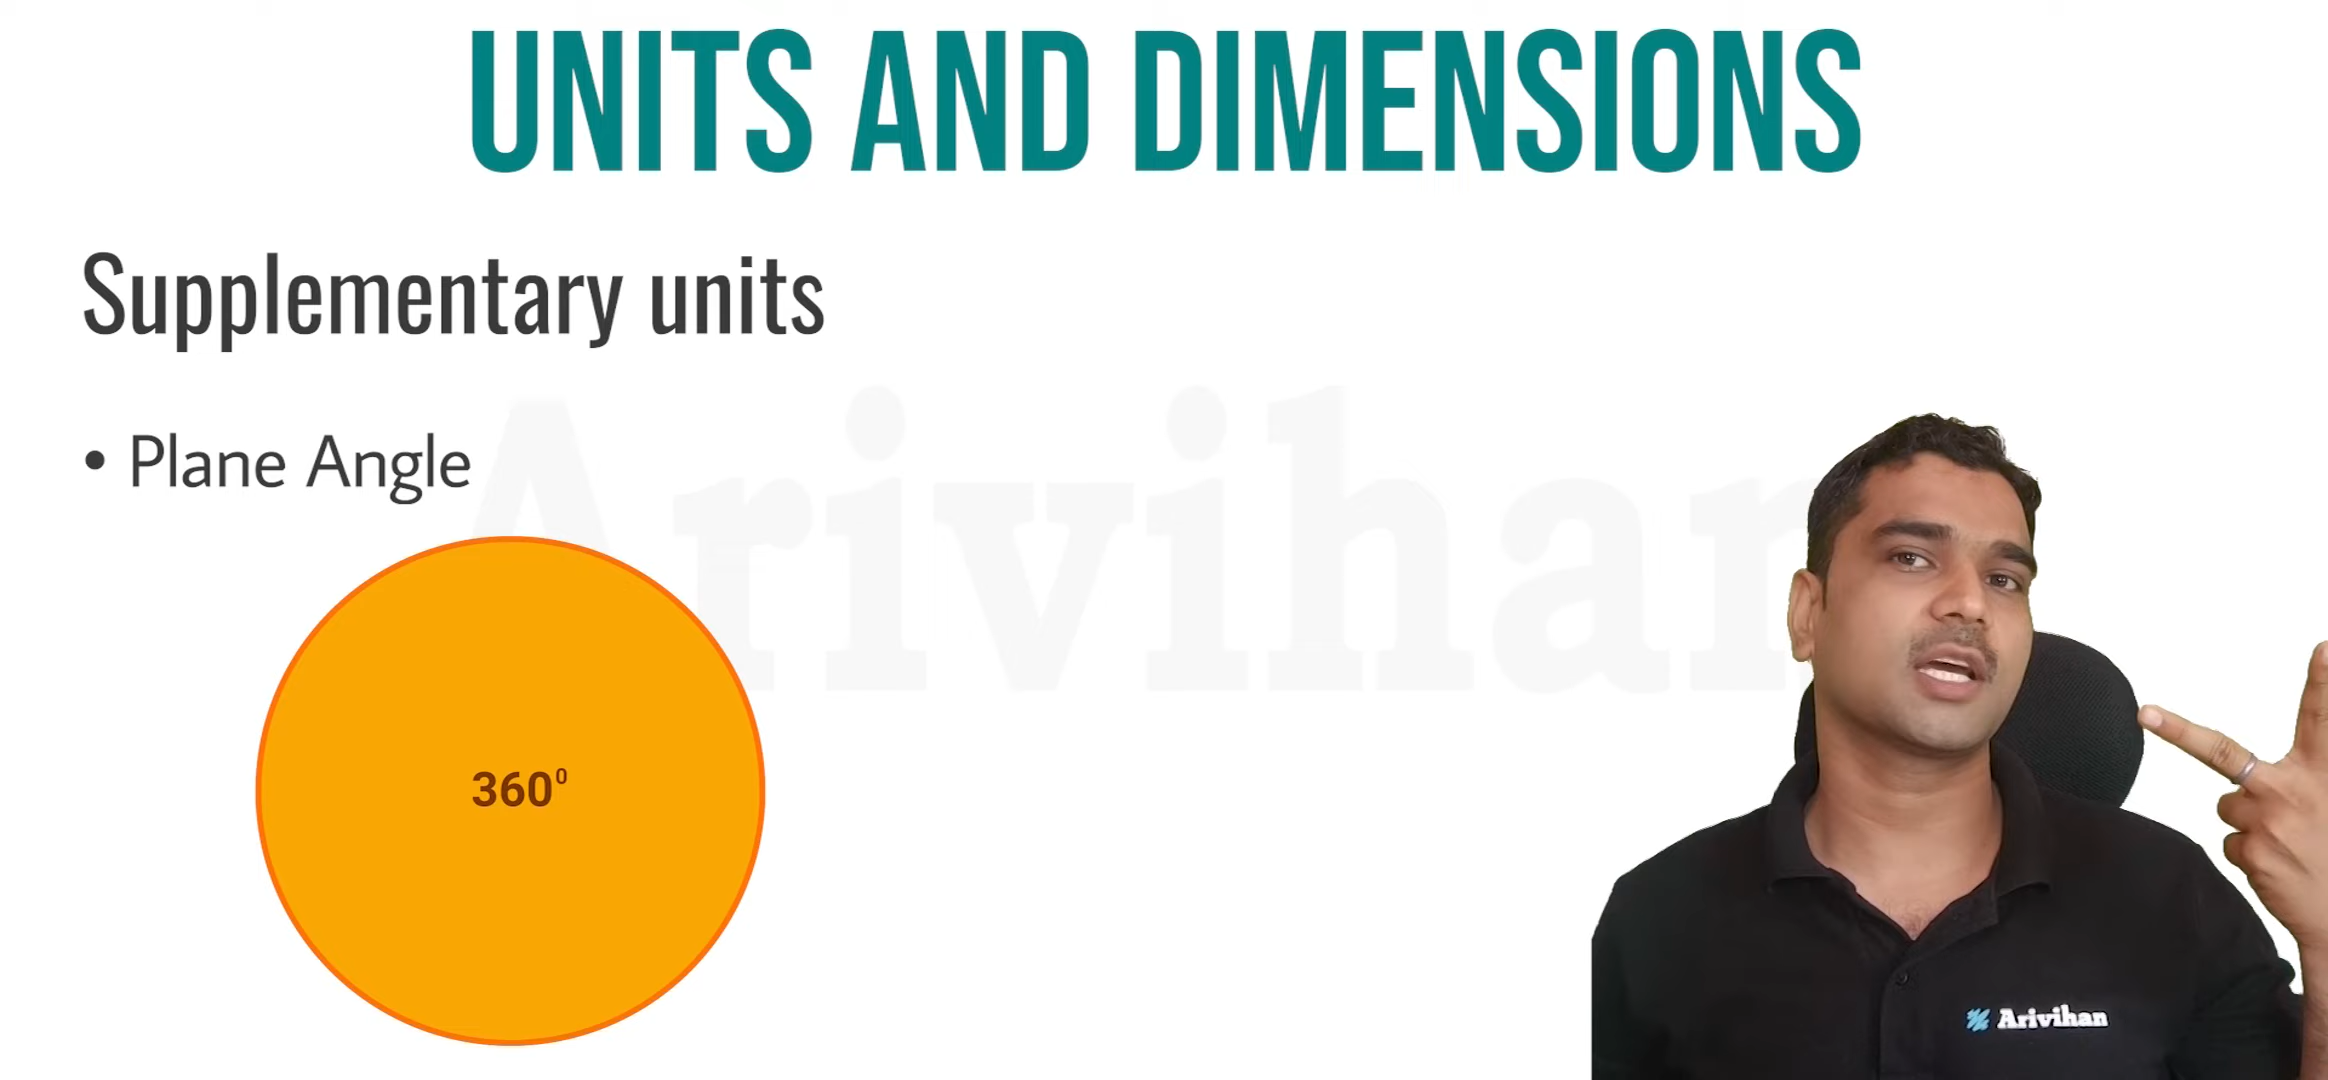 UNITS AND DIMENSIONS
Supplementary units
• Plane Angle
Arivihan
360⁰
Arivihan